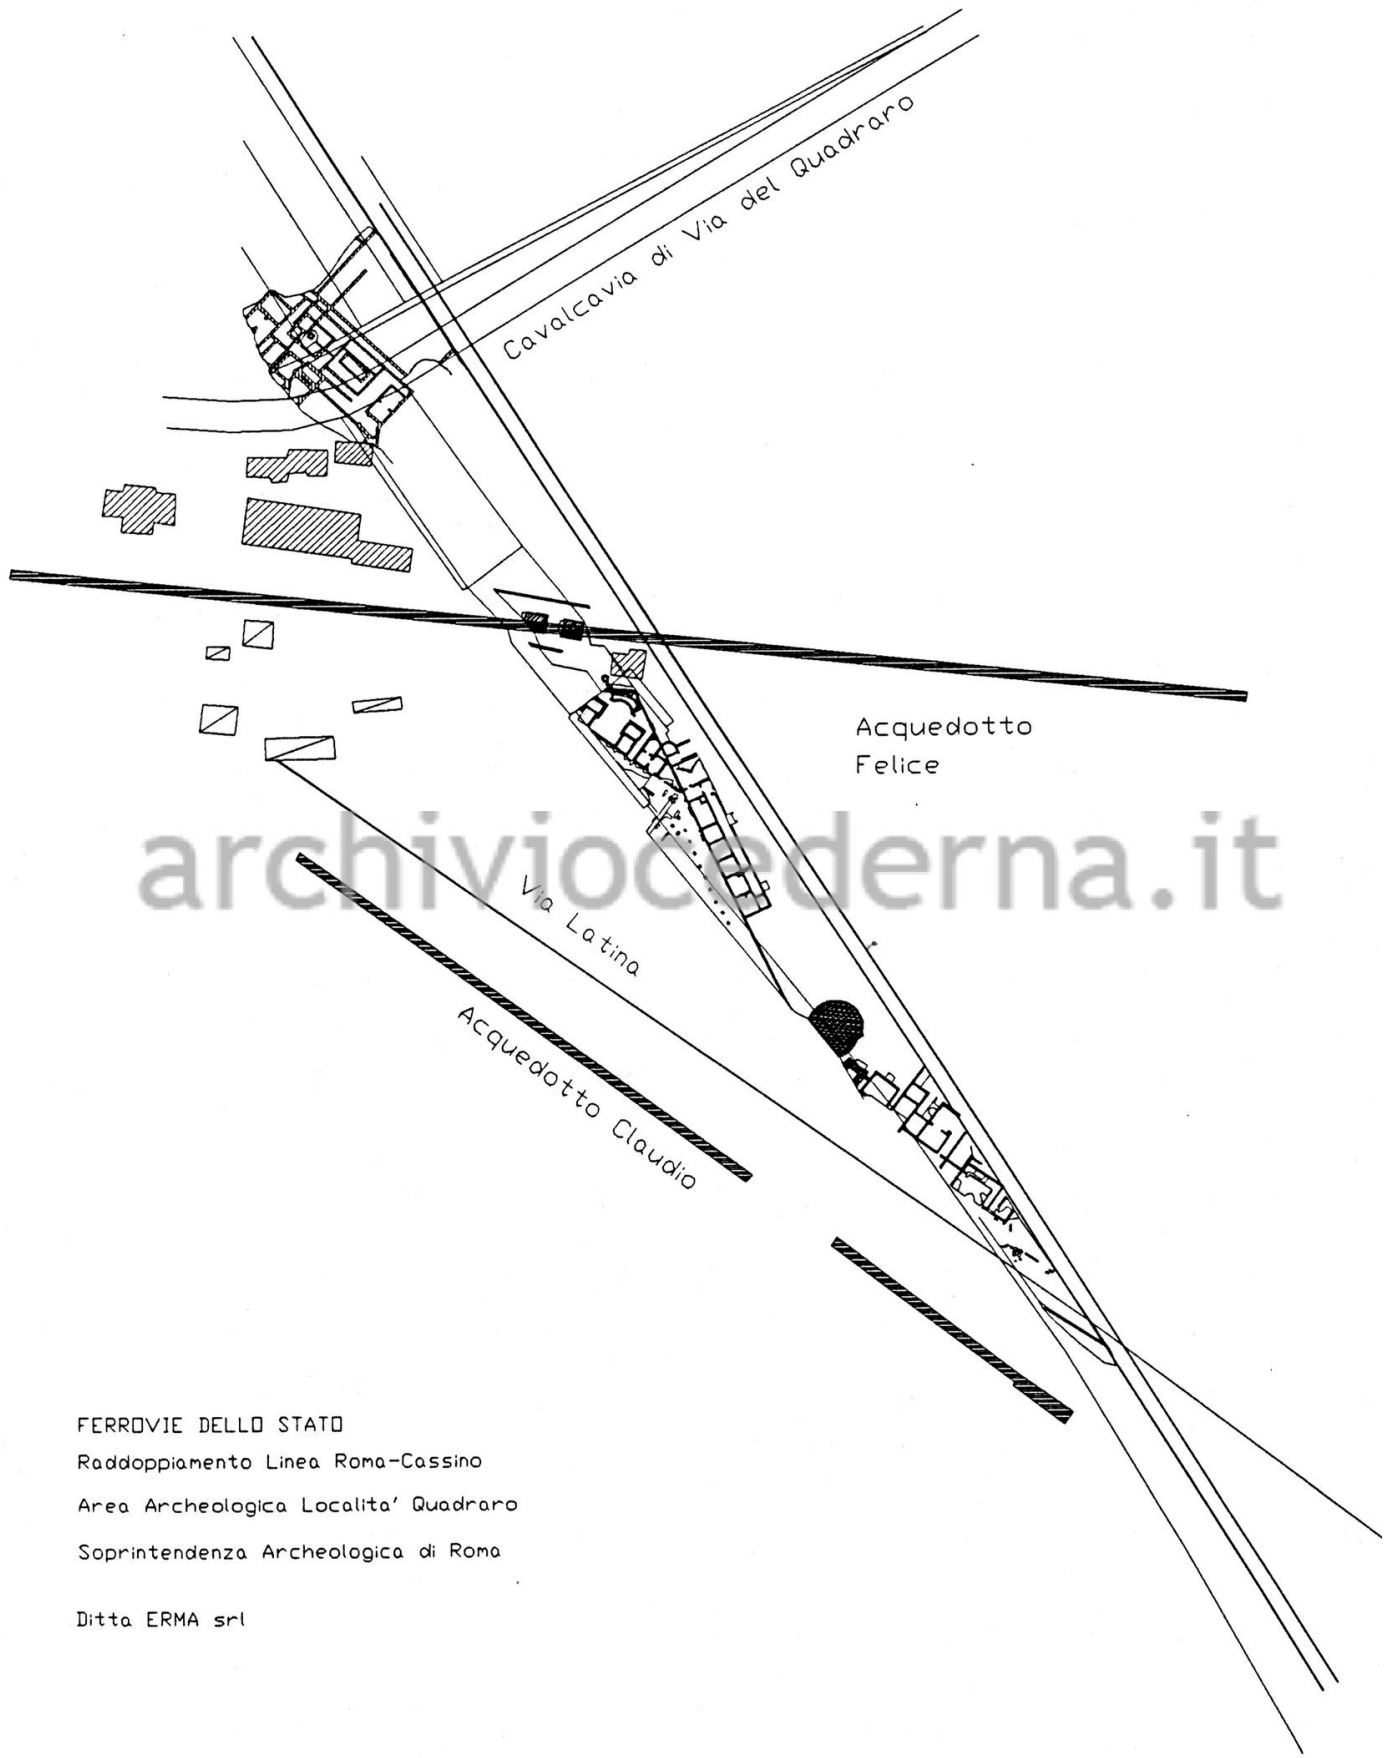 Cavalcavia di Via del Quadraro
Acquedotto
Felice
archiviocederna.it
Via Latina
Acquedotto Claudio
FERROVIE DELLO STATO
Raddoppiamento Linea Roma-Cassino
Area Archeologica Localita' Quadraro
Soprintendenza Archeologica di Roma
Ditta ERMA srl